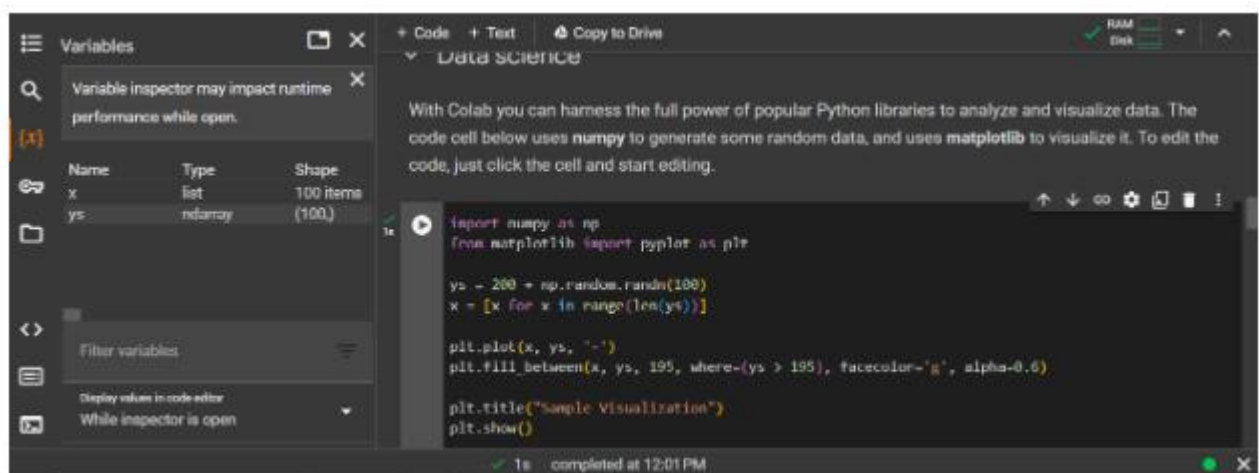 Variables
Variable inspector may impact runtime
performance while open.
Name Type Shape
x list 100 items
ys ndarray (100,)
Filter variables
Display values in code editor
While inspector is open
+ Code + Text Copy to Drive
RAM
Disk
Data science
With Colab you can harness the full power of popular Python libraries to analyze and visualize data. The
code cell below uses numpy to generate some random data, and uses matplotlib to visualize it. To edit the
code, just click the cell and start editing.
1s
import numpy as np
from matplotlib import pyplot as plt
ys = 200 + np.random.randn(100)
x = [x for x in range(len(ys))]
plt.plot(x, ys, '-')
plt.fill_between(x, ys, 195, where=(ys > 195), facecolor='g', alpha=0.6)
plt.title("Sample Visualization")
plt.show()
1s completed at 12:01 PM